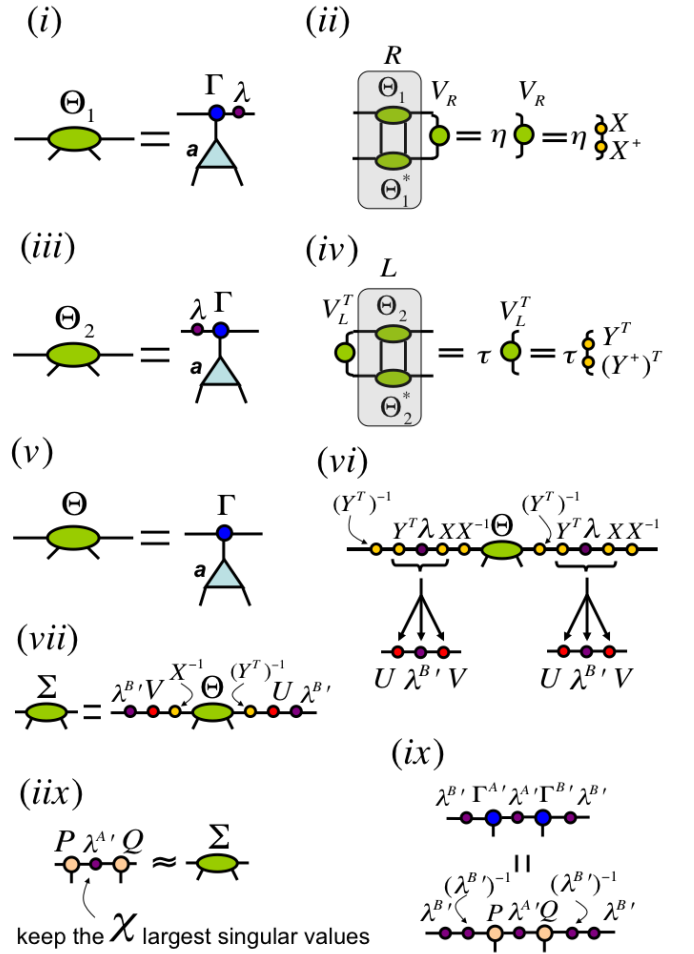 (i)
Θ₁
Γ
λ
a
(ii)
R
Θ₁
Θ₁*
V_R
= η
V_R
= η
X
X⁺
(iii)
Θ₂
λ Γ
a
(iv)
L
V_L^T
Θ₂
Θ₂*
= τ
V_L^T
= τ
Y^T
(Y⁺)^T
(v)
Θ
=
Γ
a
(vi)
(Y^T)⁻¹
Y^T λ X X⁻¹
Θ
(Y^T)⁻¹
Y^T λ X X⁻¹
U λ^B' V
U λ^B' V
(vii)
Σ
=
λ^B' V
X⁻¹
Θ
(Y^T)⁻¹
U λ^B'
(iix)
P λ^A' Q
≈
Σ
keep the χ largest singular values
(ix)
λ^B' Γ^A' λ^A' Γ^B' λ^B'
=
(λ^B')⁻¹ (λ^B')⁻¹
λ^B' P λ^A' Q λ^B'